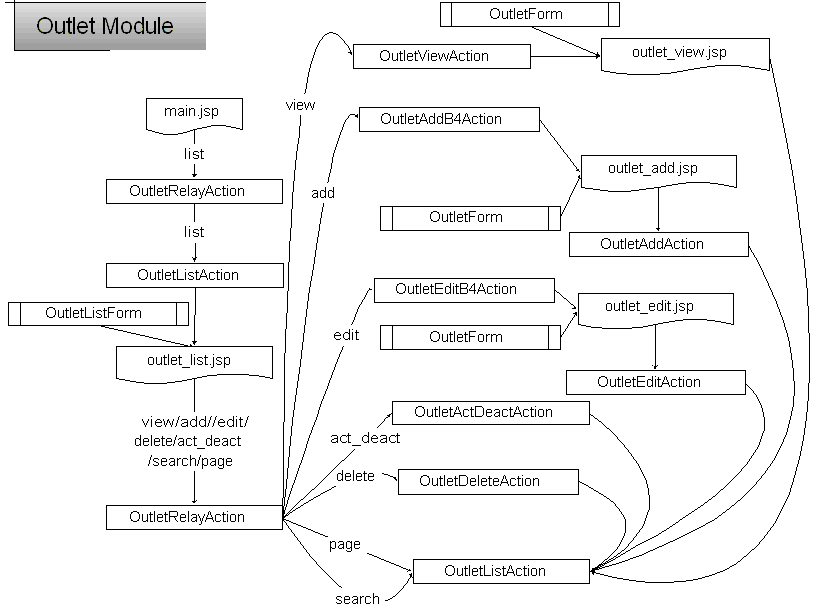 Outlet Module
OutletForm
OutletViewAction
outlet_view.jsp
view
main.jsp
OutletAddB4Action
list
outlet_add.jsp
OutletRelayAction
add
OutletForm
list
OutletAddAction
OutletListAction
OutletEditB4Action
OutletListForm
outlet_edit.jsp
edit
OutletForm
outlet_list.jsp
OutletEditAction
OutletActDeactAction
view/add//edit/
delete/act_deact
/search/page
act_deact
delete
OutletDeleteAction
OutletRelayAction
page
OutletListAction
search